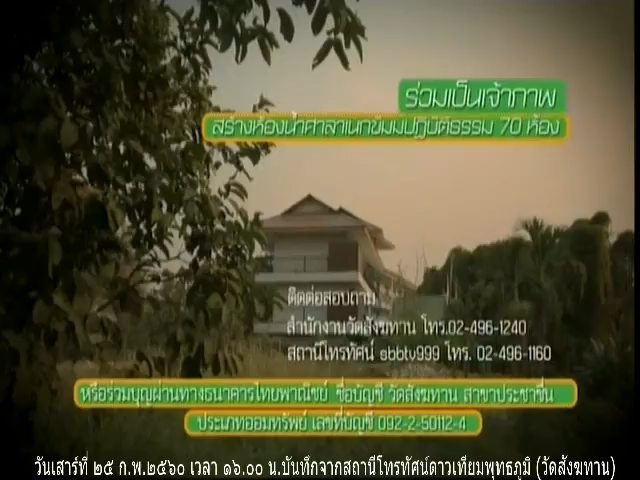 ร่วมเป็นเจ้าภาพ
สร้างห้องน้ำศาลาเนกขัมมปฏิบัติธรรม 70 ห้อง
ติดต่อสอบถาม
สำนักงานวัดสังฆทาน โทร.02-496-1240
สถานีโทรทัศน์ sbbtv999 โทร. 02-496-1160
หรือร่วมบุญผ่านทางธนาคารไทยพาณิชย์ ชื่อบัญชี วัดสังฆทาน สาขาประชาชื่น
ประเภทออมทรัพย์ เลขที่บัญชี 092-2-50112-4
วันเสาร์ที่ ๒๕ ก.พ.๒๕๖๐ เวลา ๑๖.๐๐ น.บันทึกจากสถานีโทรทัศน์ดาวเทียมพุทธภูมิ (วัดสังฆทาน)